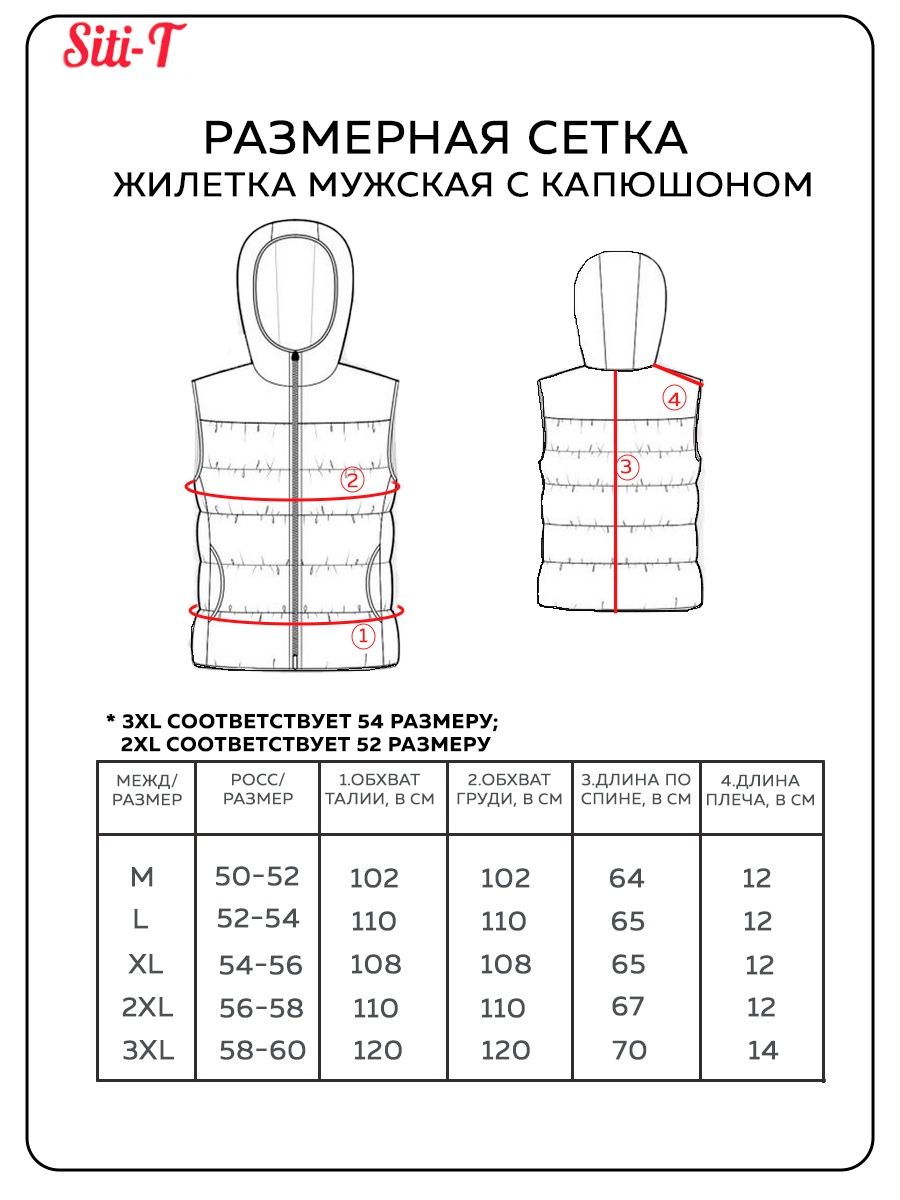 Siti-T
РАЗМЕРНАЯ СЕТКА
ЖИЛЕТКА МУЖСКАЯ С КАПЮШОНОМ
4
3
2
1
* 3XL СООТВЕТСТВУЕТ 54 РАЗМЕРУ;
2XL СООТВЕТСТВУЕТ 52 РАЗМЕРУ
МЕЖД/ РОСС/ 1.ОБХВАТ 2.ОБХВАТ 3.ДЛИНА ПО 4.ДЛИНА
РАЗМЕР РАЗМЕР ТАЛИИ, В СМ ГРУДИ, В СМ СПИНЕ, В СМ ПЛЕЧА, В СМ
M 50-52 102 102 64 12
L 52-54 110 110 65 12
XL 54-56 108 108 65 12
2XL 56-58 110 110 67 12
3XL 58-60 120 120 70 14